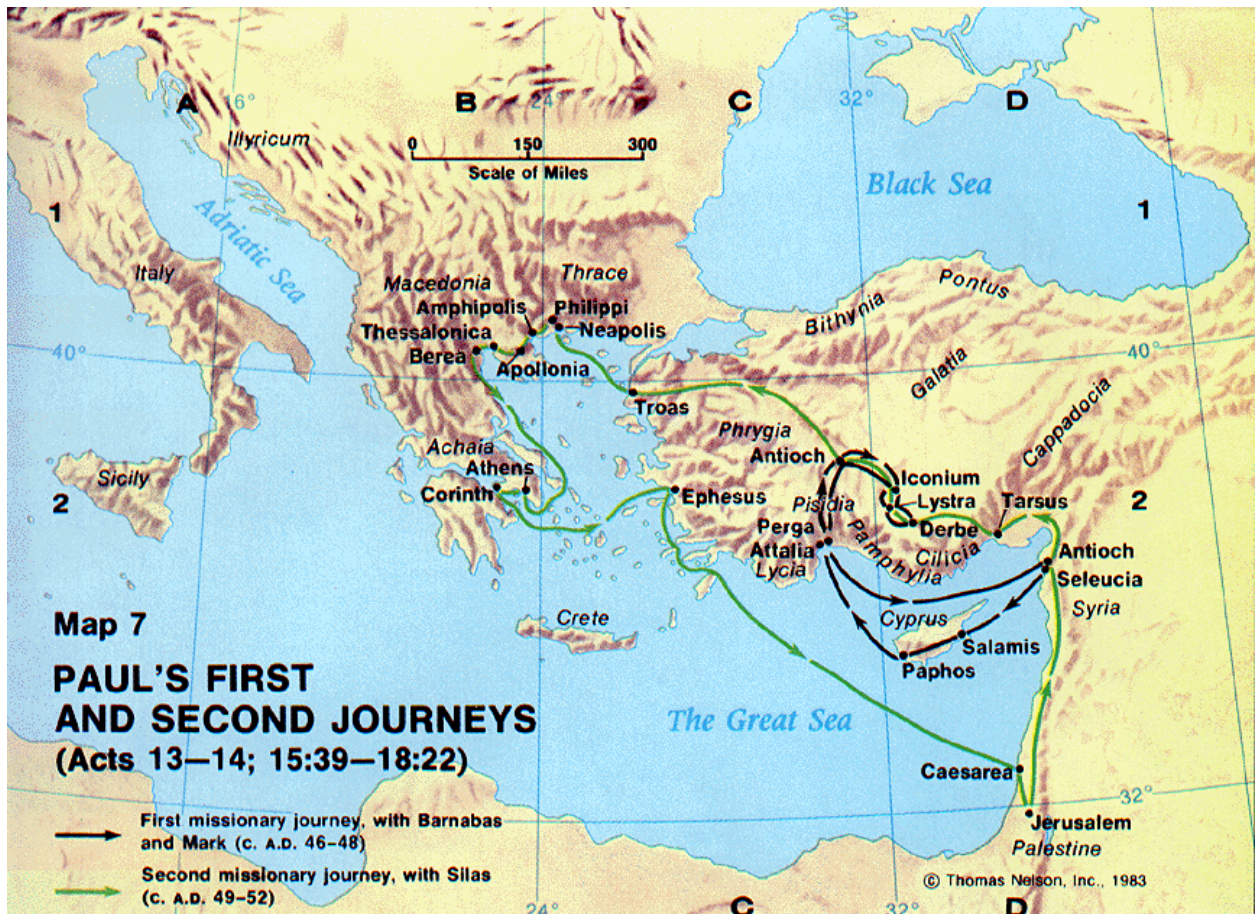 A
16°
B
24°
C
32°
D
Illyricum
0 150 300
Scale of Miles
Black Sea
1
1
Adriatic Sea
Italy
Macedonia
Thrace
Pontus
Bithynia
Amphipolis
Philippi
Thessalonica
Neapolis
Berea
Apollonia
40°
40°
Galatia
Troas
Cappadocia
Phrygia
Achaia
Antioch
Athens
Sicily
Iconium
Corinth
Ephesus
Pisidia
Lystra
Tarsus
2
2
Perga
Derbe
Attalia
Pamphylia
Cilicia
Antioch
Lycia
Seleucia
Syria
Crete
Cyprus
Salamis
Paphos
Map 7
PAUL'S FIRST
AND SECOND JOURNEYS
(Acts 13–14; 15:39–18:22)
The Great Sea
Caesarea
32°
Jerusalem
Palestine
First missionary journey, with Barnabas
and Mark (C. A.D. 46–48)
Second missionary journey, with Silas
(C. A.D. 49–52)
© Thomas Nelson, Inc., 1983
24°
C
32°
D